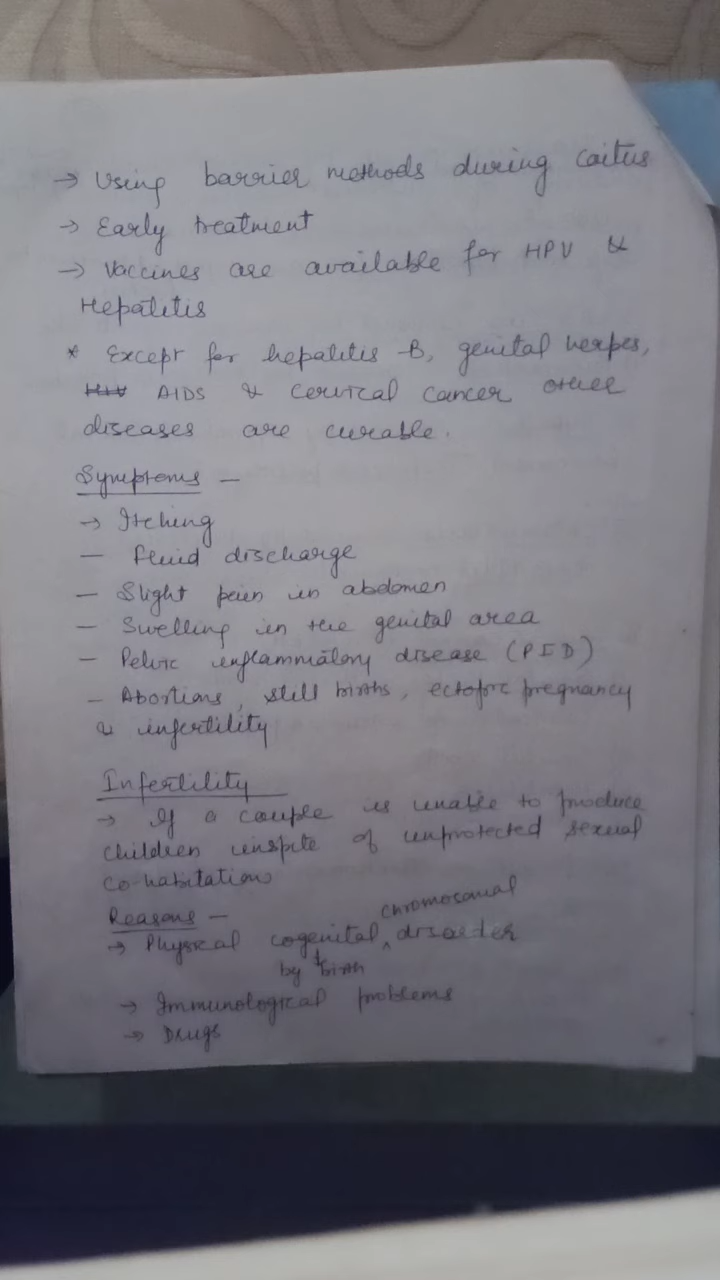 → Using barrier methods during coitus
→ Early treatment
→ Vaccines are available for HPV &
Hepatitis
* Except for hepatitis -B, genital herpes,
HIV AIDS & cervical cancer other
diseases are curable.
Symptoms -
→ Itching
- fluid discharge
- Slight pain in abdomen
- Swelling in the genital area
- Pelvic inflammatory disease (PID)
- Abortions, still births, ectopic pregnancy
& infertility
Infertility
→ If a couple is unable to produce
children inspite of unprotected sexual
co-habitations
Reasons - chromosomal
→ Physical cogenital, disorder
by birth
→ Immunological problems
→ Drugs